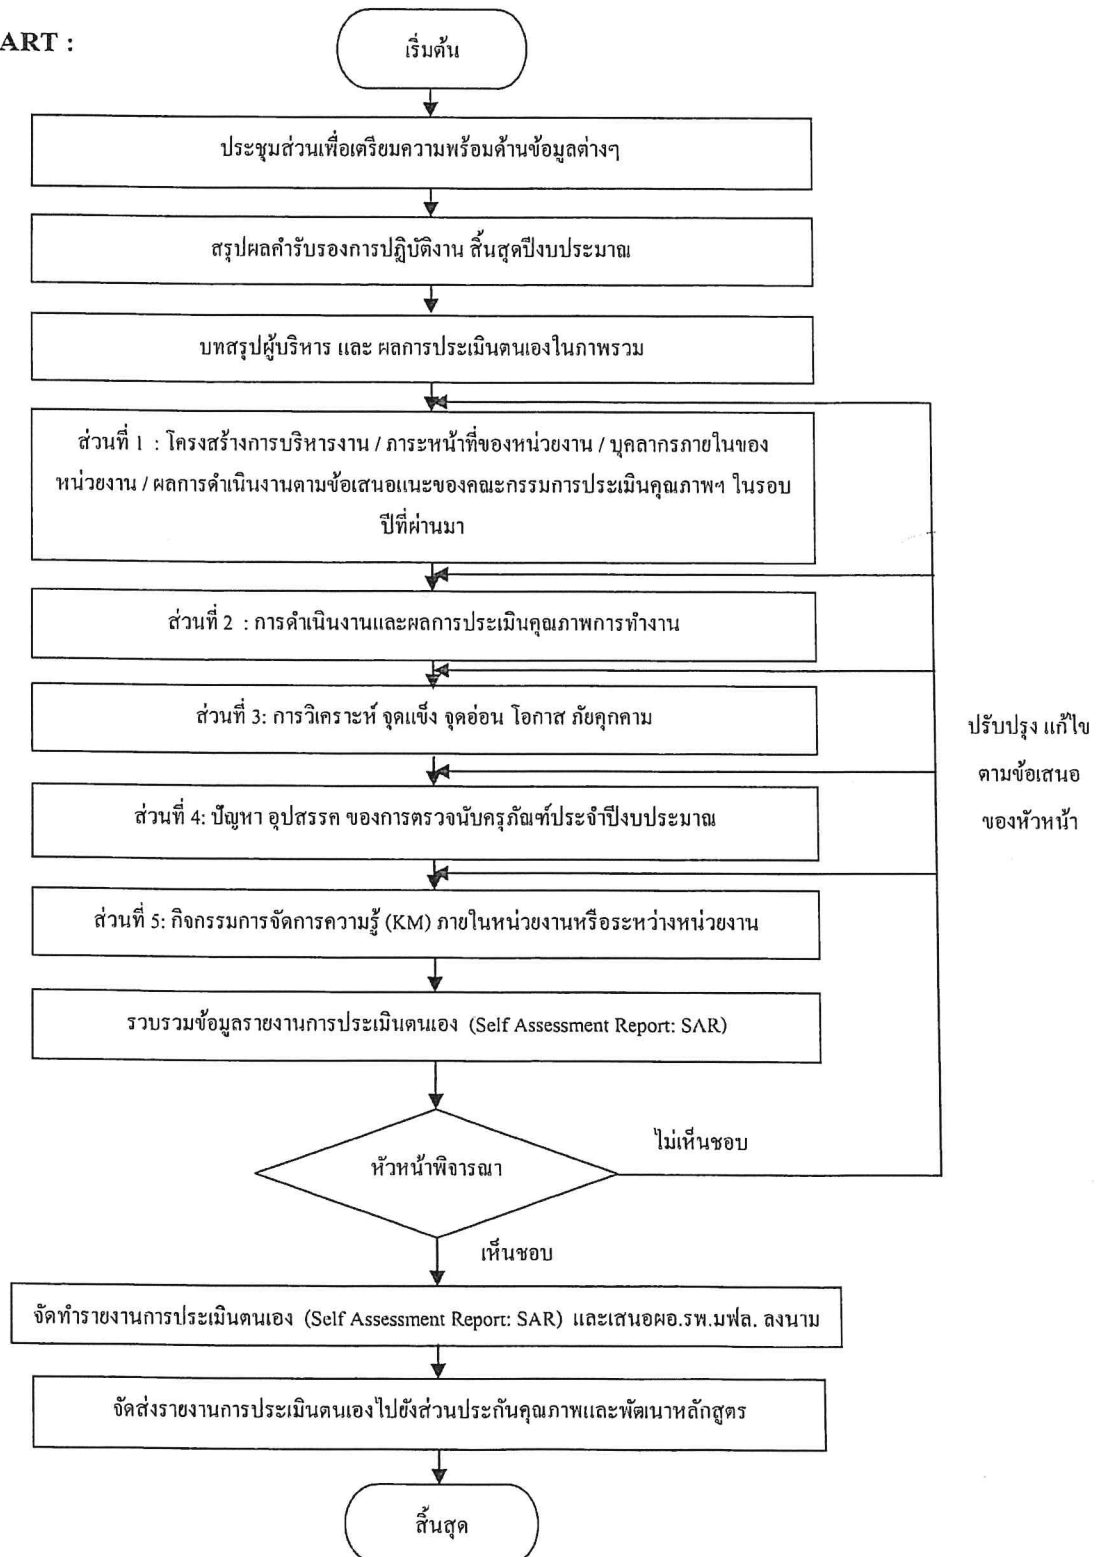 ART :
เริ่มต้น
ประชุมส่วนเพื่อเตรียมความพร้อมด้านข้อมูลต่างๆ
สรุปผลคำรับรองการปฏิบัติงาน สิ้นสุดปีงบประมาณ
บทสรุปผู้บริหาร และ ผลการประเมินตนเองในภาพรวม
ส่วนที่ 1 : โครงสร้างการบริหารงาน / ภาระหน้าที่ของหน่วยงาน / บุคลากรภายในของ
หน่วยงาน / ผลการดำเนินงานตามข้อเสนอแนะของคณะกรรมการประเมินคุณภาพฯ ในรอบ
ปีที่ผ่านมา
ส่วนที่ 2 : การดำเนินงานและผลการประเมินคุณภาพการทำงาน
ส่วนที่ 3: การวิเคราะห์ จุดแข็ง จุดอ่อน โอกาส ภัยคุกคาม
ส่วนที่ 4: ปัญหา อุปสรรค ของการตรวจนับครุภัณฑ์ประจำปีงบประมาณ
ส่วนที่ 5: กิจกรรมการจัดการความรู้ (KM) ภายในหน่วยงานหรือระหว่างหน่วยงาน
ปรับปรุง แก้ไข
ตามข้อเสนอ
ของหัวหน้า
รวบรวมข้อมูลรายงานการประเมินตนเอง (Self Assessment Report: SAR)
หัวหน้าพิจารณา
ไม่เห็นชอบ
เห็นชอบ
จัดทำรายงานการประเมินตนเอง (Self Assessment Report: SAR) และเสนอผอ.รพ.มฟล. ลงนาม
จัดส่งรายงานการประเมินตนเองไปยังส่วนประกันคุณภาพและพัฒนาหลักสูตร
สิ้นสุด